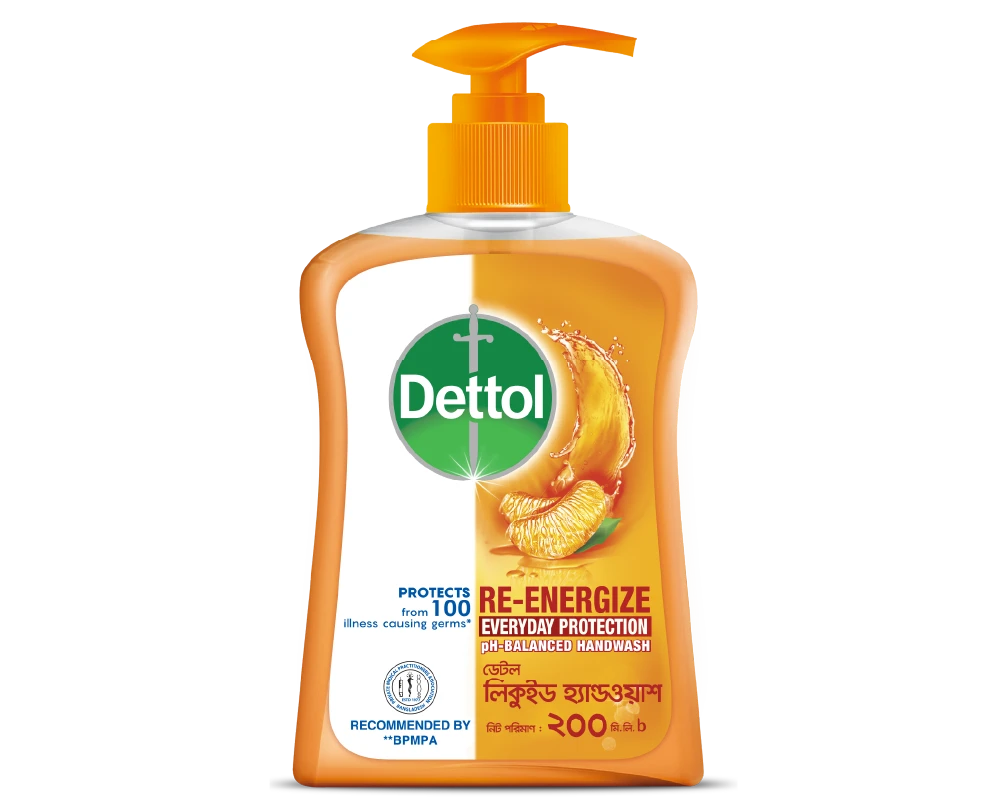 Dettol
PROTECTS
from 100
illness causing germs*
RECOMMENDED BY
**BPMPA
RE-ENERGIZE
EVERYDAY PROTECTION
pH-BALANCED HANDWASH
ডেটল
লিকুইড হ্যান্ডওয়াশ
নিট পরিমাণ : ২০০ মি.লি. b